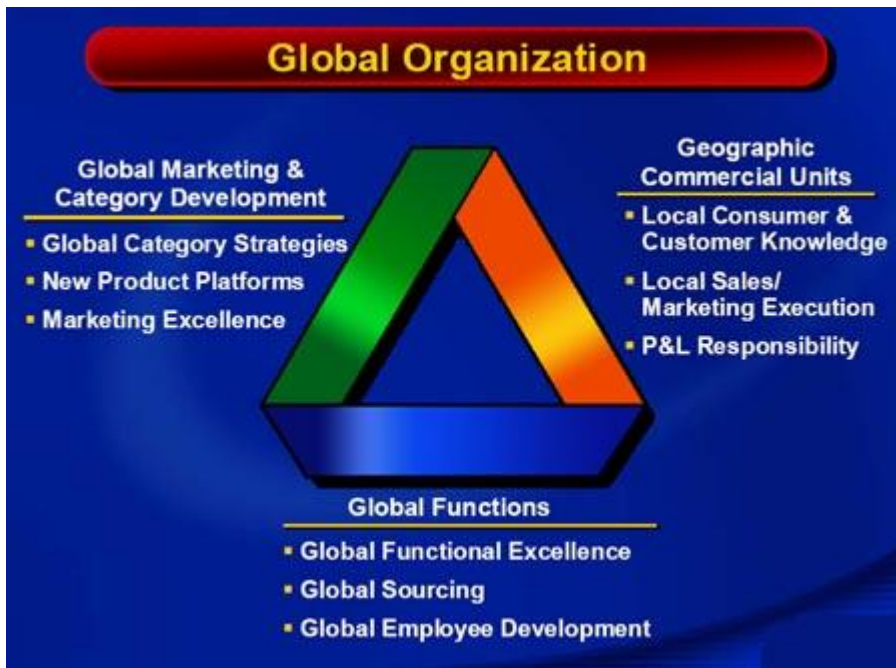 Global Organization
Global Marketing &
Category Development
▪ Global Category Strategies
▪ New Product Platforms
▪ Marketing Excellence
Geographic
Commercial Units
▪ Local Consumer &
Customer Knowledge
▪ Local Sales/
Marketing Execution
▪ P&L Responsibility
Global Functions
▪ Global Functional Excellence
▪ Global Sourcing
▪ Global Employee Development